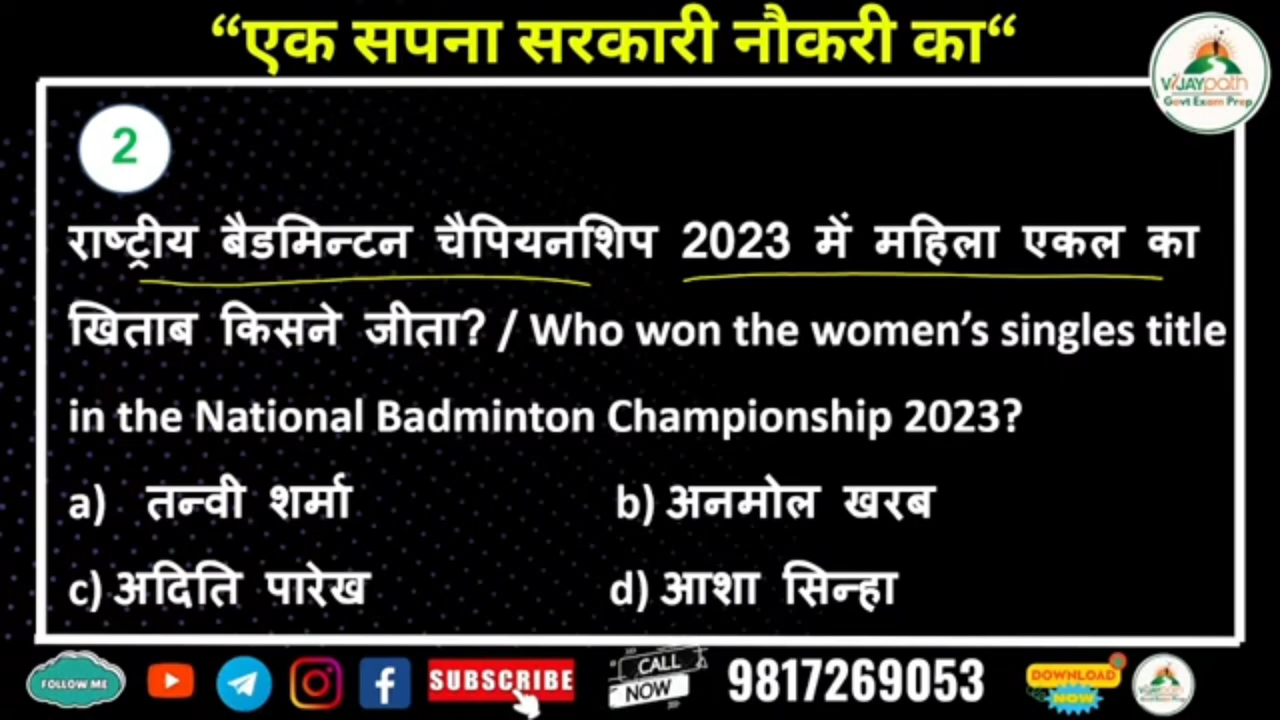 “एक सपना सरकारी नौकरी का“
VIJAYpath
Govt Exam Prep
2
राष्ट्रीय बैडमिन्टन चैपियनशिप 2023 में महिला एकल का
खिताब किसने जीता? / Who won the women’s singles title
in the National Badminton Championship 2023?
a) तन्वी शर्मा b) अनमोल खरब
c) अदिति पारेख d) आशा सिन्हा
FOLLOW ME
SUBSCRIBE
CALL
NOW
9817269053
DOWNLOAD
NOW